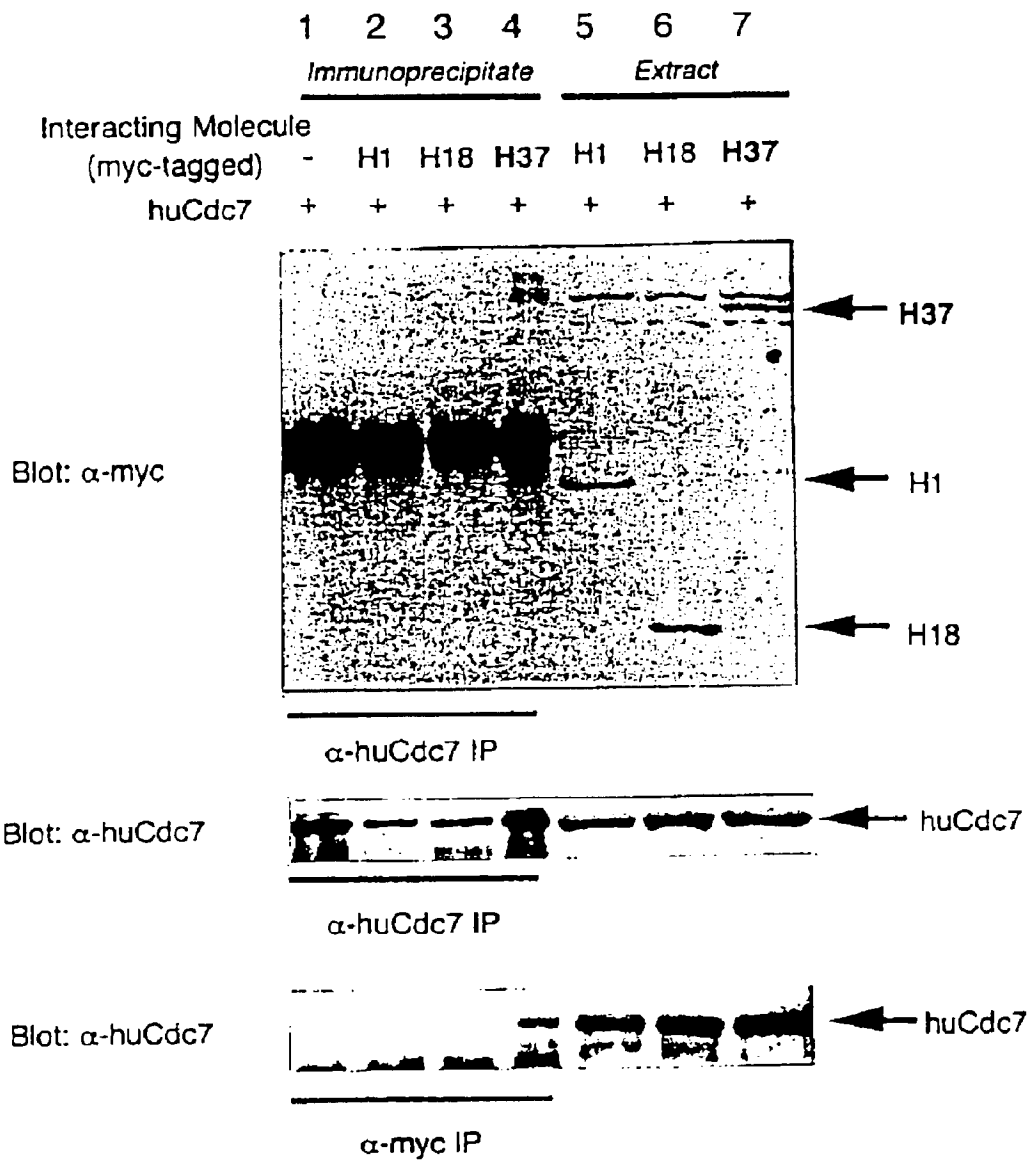 1 2 3 4 5 6 7
Immunoprecipitate Extract
Interacting Molecule
(myc-tagged) - H1 H18 H37 H1 H18 H37
huCdc7 + + + + + + +
H37
Blot: α-myc
H1
H18
α-huCdc7 IP
Blot: α-huCdc7 huCdc7
α-huCdc7 IP
Blot: α-huCdc7 huCdc7
α-myc IP